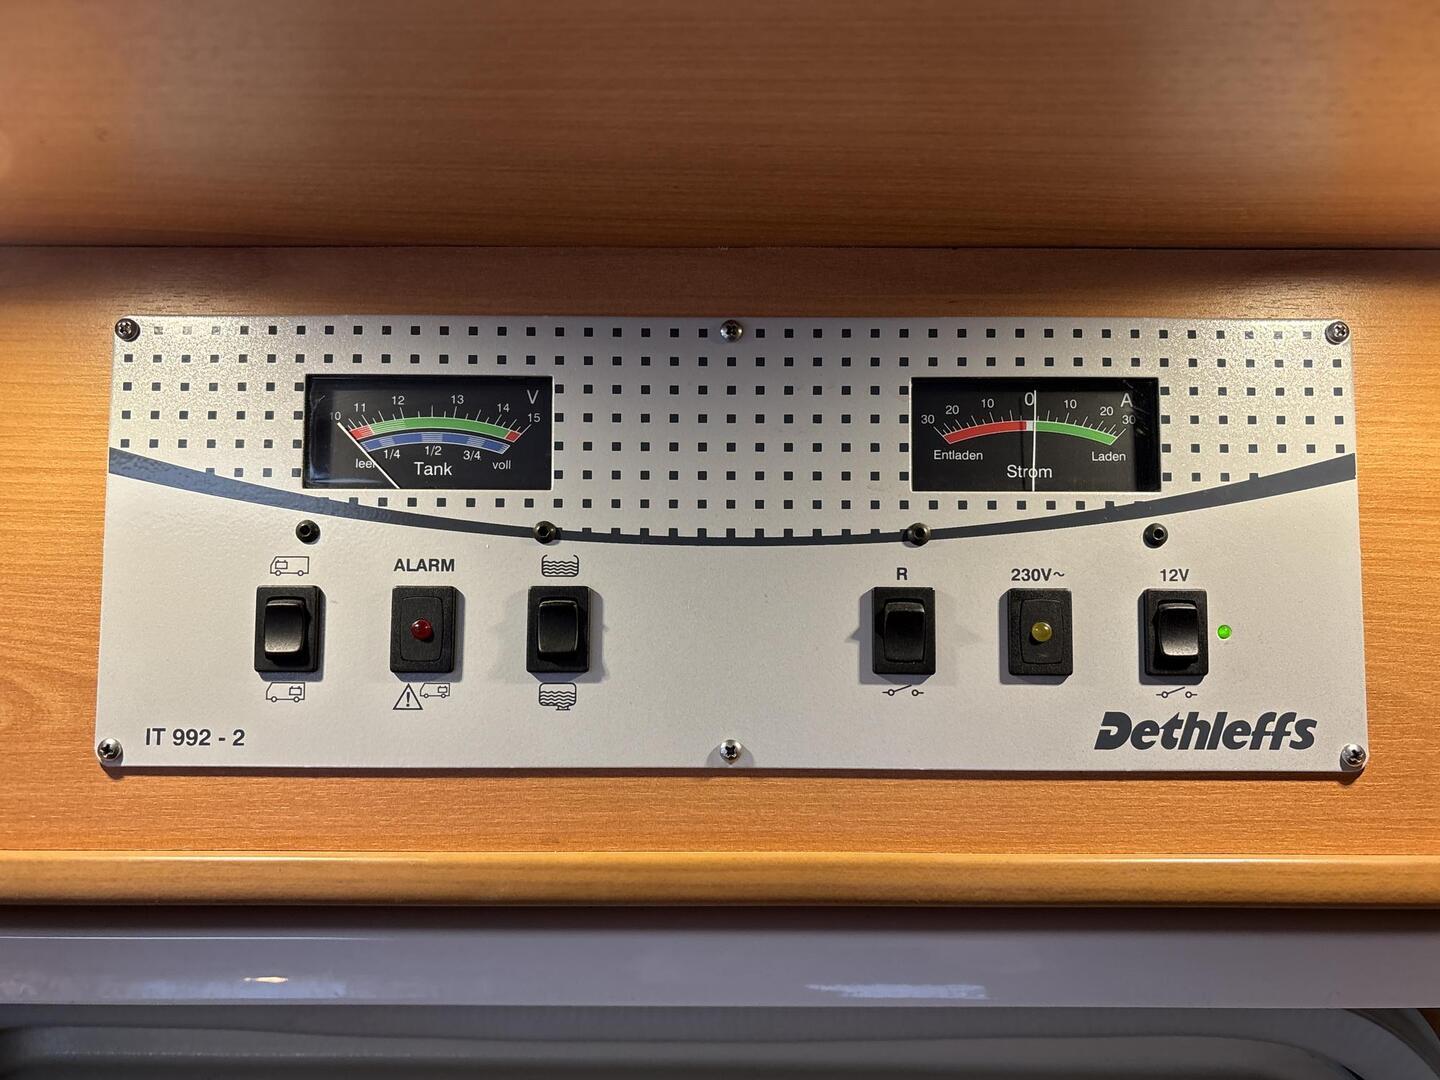 10 11 12 13 14 15 V
leer 1/4 1/2 3/4 voll
Tank
30 20 10 0 10 20 30 A
Entladen Laden
Strom
ALARM
R 230V~ 12V
IT 992 - 2
Dethleffs